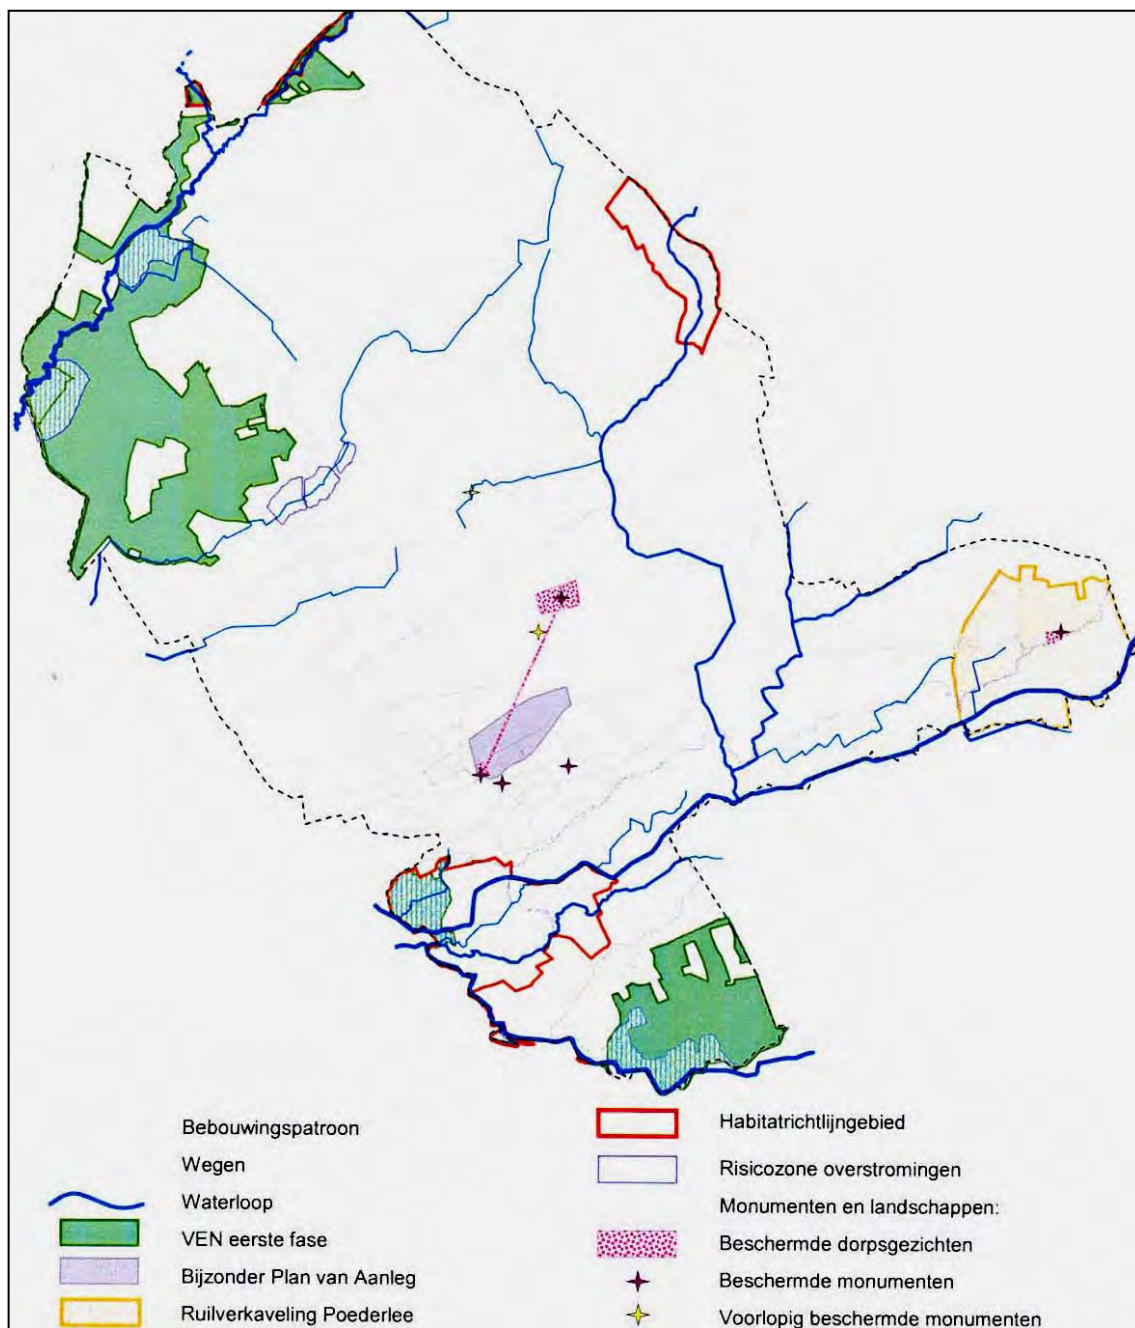 Bebouwingspatroon
Wegen
Waterloop
VEN eerste fase
Bijzonder Plan van Aanleg
Ruilverkaveling Poederlee
Habitatrichtlijngebied
Risicozone overstromingen
Monumenten en landschappen:
Beschermde dorpsgezichten
Beschermde monumenten
Voorlopig beschermde monumenten